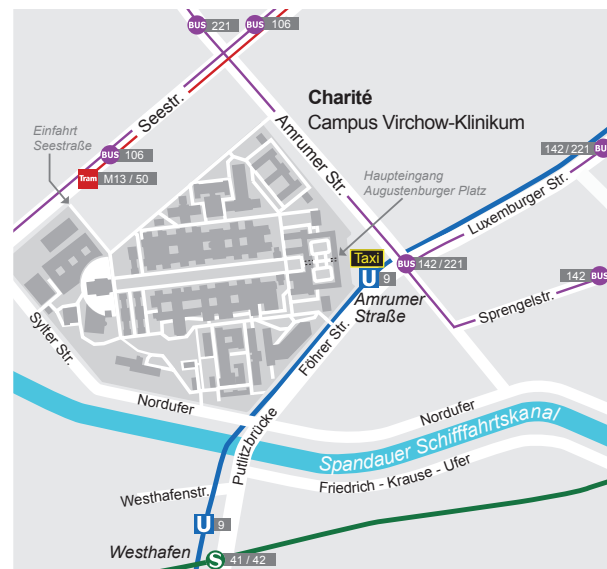 BUS 221
BUS 106
Charité
Campus Virchow-Klinikum
Seestr.
Amrumer Str.
Einfahrt
Seestraße
BUS 106
Tram M13 / 50
142 / 221 BU
Haupteingang
Augustenburger Platz
Luxemburger Str.
Taxi
BUS 142 / 221
U 9
142 BUS
Amrumer
Straße
Sprengelstr.
Sylter Str.
Föhrer Str.
Nordufer
Nordufer
Putlitzbrücke
Spandauer Schifffahrtskanal
Friedrich - Krause - Ufer
Westhafenstr.
U 9
Westhafen
S 41 / 42